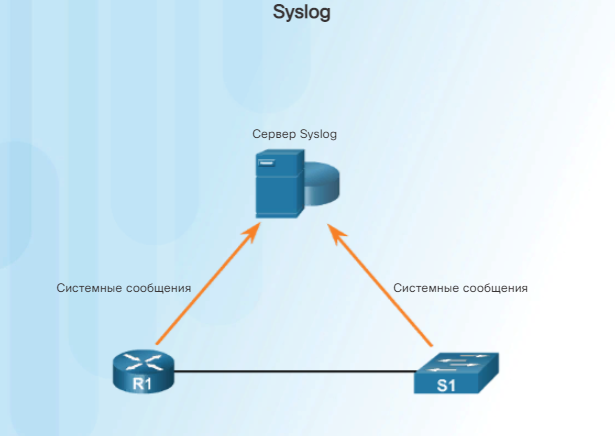 Syslog
Сервер Syslog
Системные сообщения
Системные сообщения
R1
S1